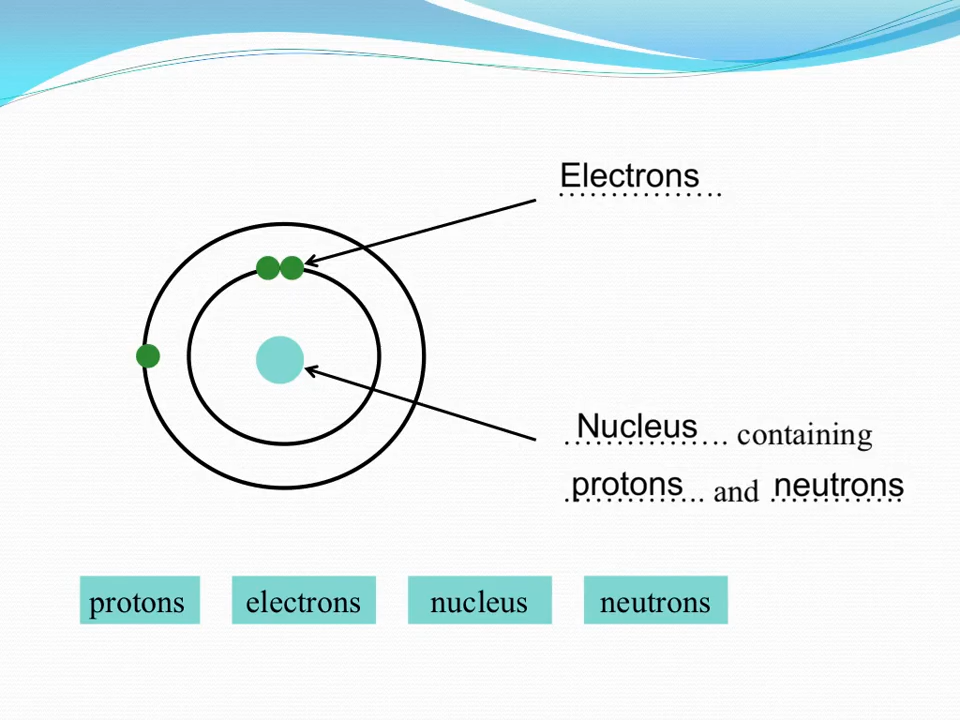 Electrons
................
Nucleus
................ containing
protons
.............. and neutrons
.............
protons electrons nucleus neutrons